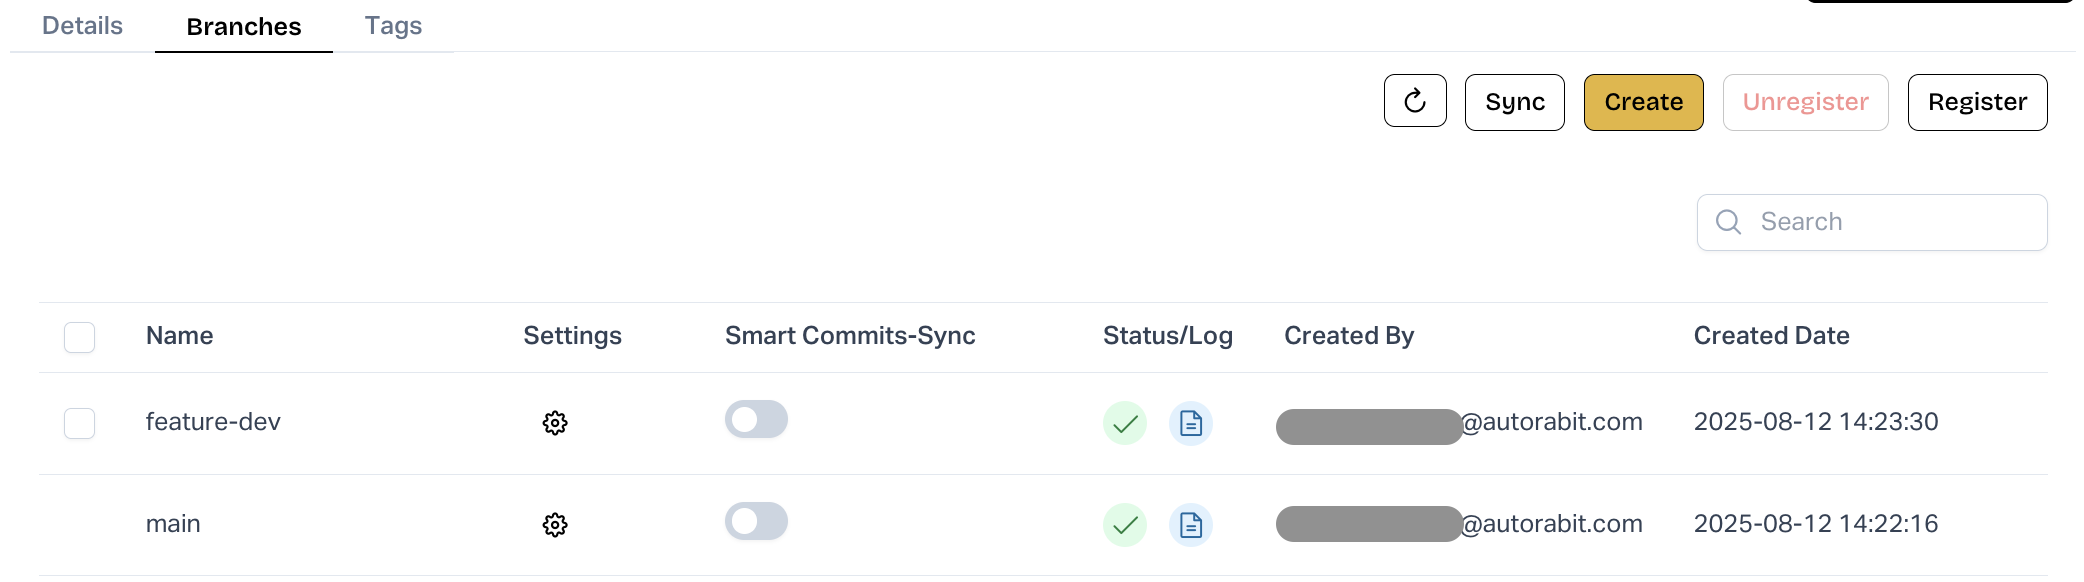 Details Branches Tags
Sync Create Unregister Register
Search
Name Settings Smart Commits-Sync Status/Log Created By Created Date
feature-dev @autorabit.com 2025-08-12 14:23:30
main @autorabit.com 2025-08-12 14:22:16